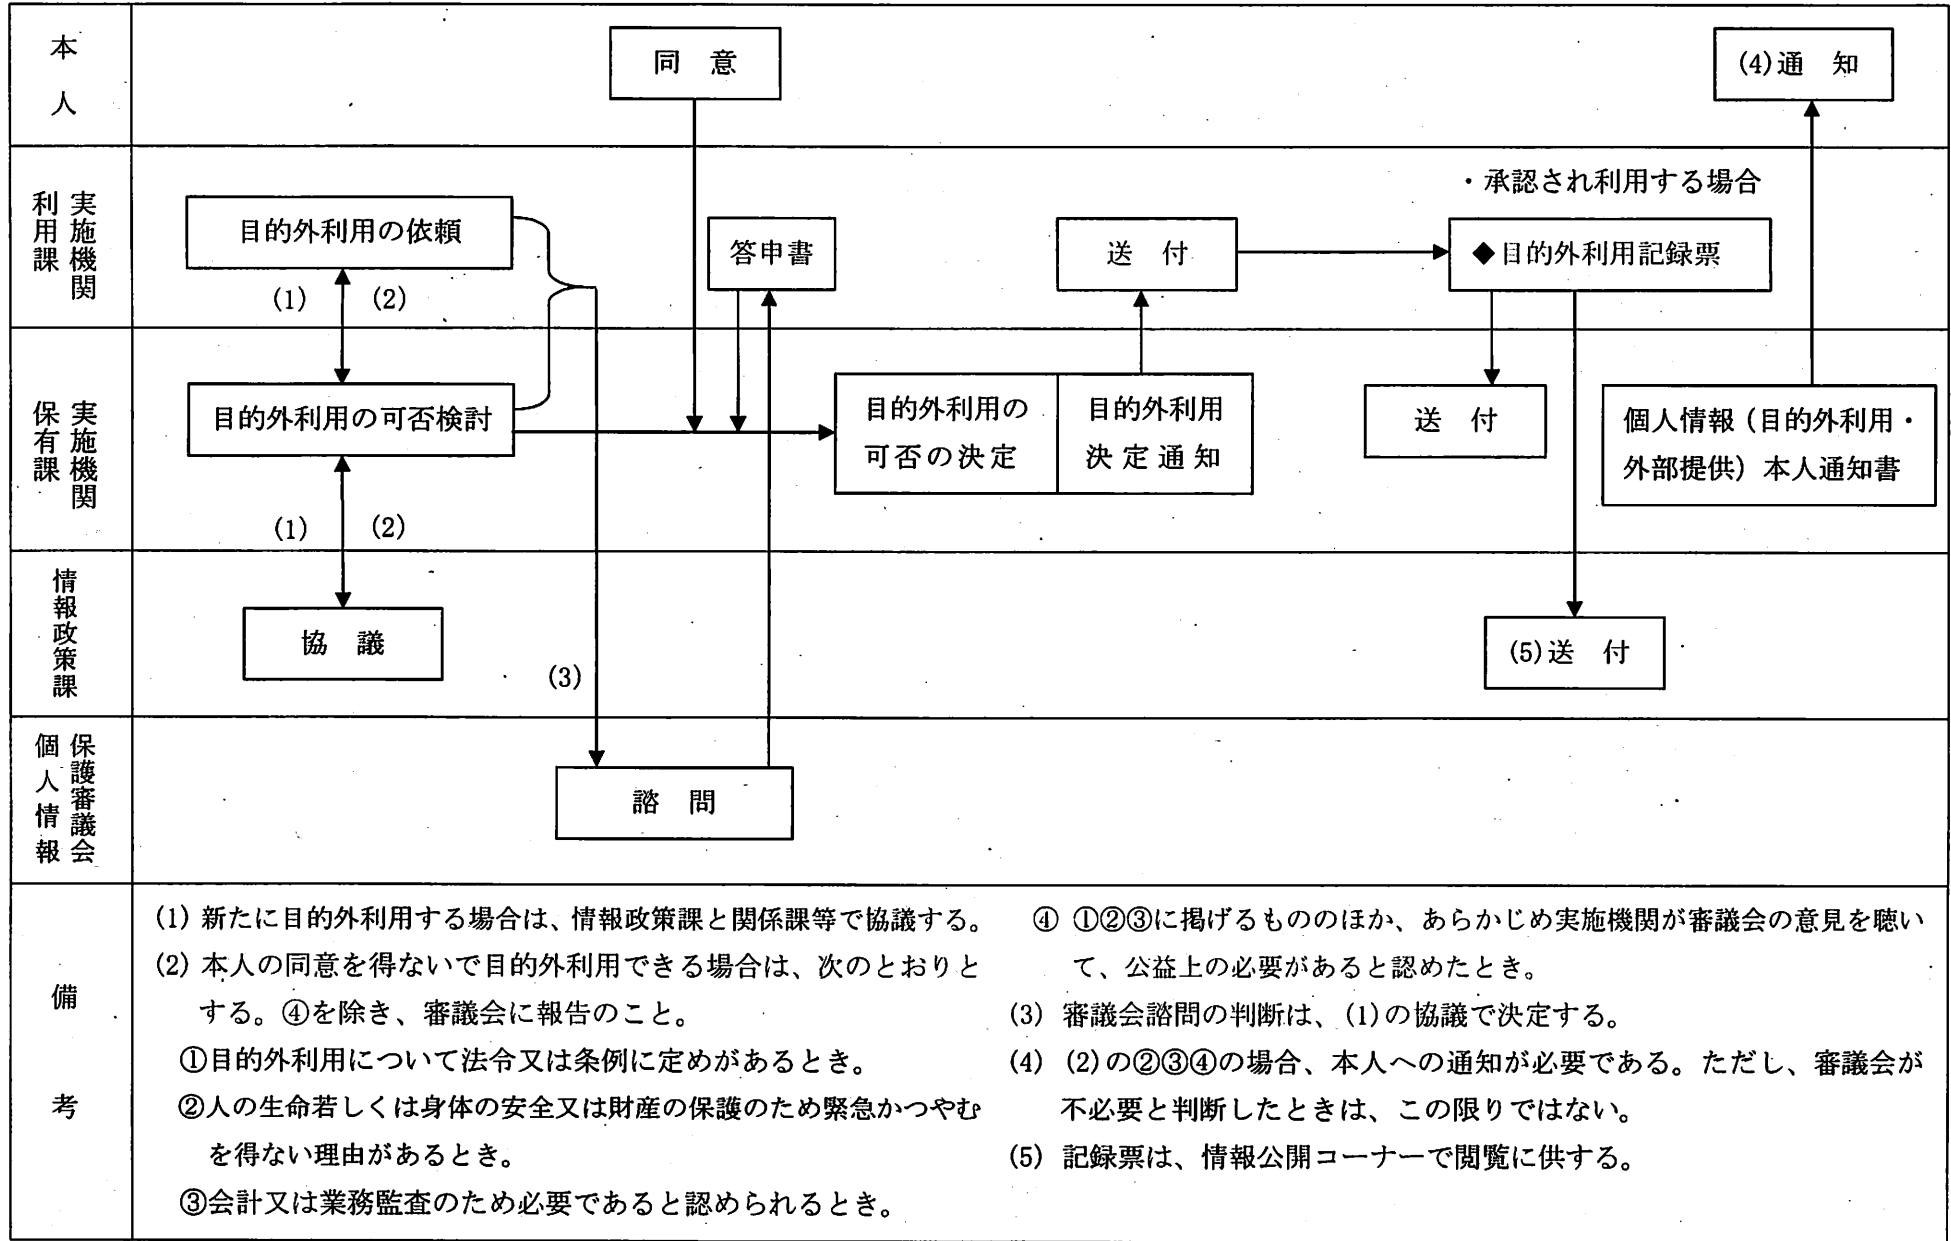 本人
同　意
(4)通　知
実施機関
利用課
・承認され利用する場合
目的外利用の依頼
答申書
送　付
◆目的外利用記録票
(1)
(2)
実施機関
保有課
目的外利用の可否検討
目的外利用の
可否の決定
目的外利用
決定通知
送　付
個人情報（目的外利用・
外部提供）本人通知書
(1)
(2)
情報政策課
協　議
(3)
(5)送　付
保護審議会
個人情報
諮　問
備考
(1) 新たに目的外利用する場合は、情報政策課と関係課等で協議する。
(2) 本人の同意を得ないで目的外利用できる場合は、次のとおりと
する。④を除き、審議会に報告のこと。
①目的外利用について法令又は条例に定めがあるとき。
②人の生命若しくは身体の安全又は財産の保護のため緊急かつやむ
を得ない理由があるとき。
③会計又は業務監査のため必要であると認められるとき。
④ ①②③に掲げるもののほか、あらかじめ実施機関が審議会の意見を聴い
て、公益上の必要があると認めたとき。
(3) 審議会諮問の判断は、(1)の協議で決定する。
(4) (2)の②③④の場合、本人への通知が必要である。ただし、審議会が
不必要と判断したときは、この限りではない。
(5) 記録票は、情報公開コーナーで閲覧に供する。